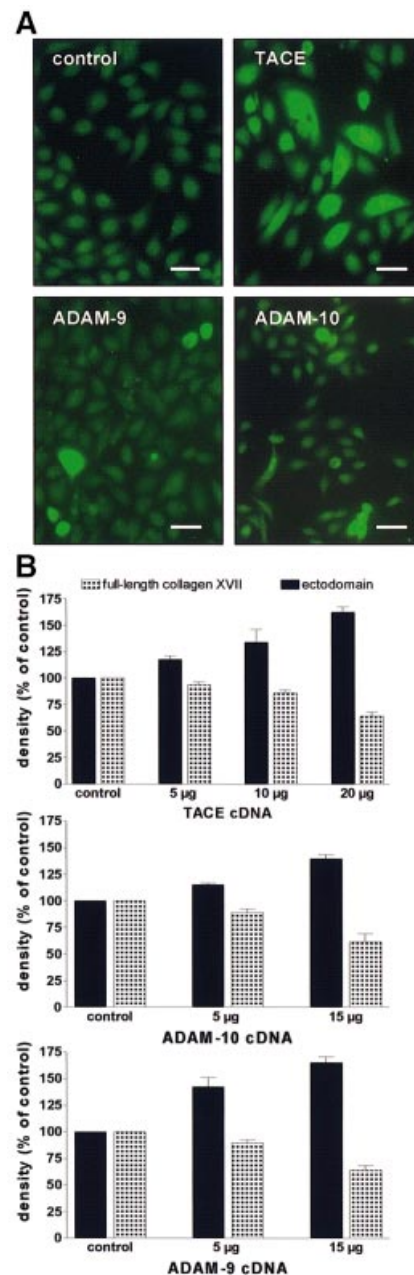 A
control
TACE
ADAM-9
ADAM-10
B
full-length collagen XVII
ectodomain
density (% of control)
175
150
125
100
75
50
25
0
control
5 µg
10 µg
20 µg
TACE cDNA
density (% of control)
175
150
125
100
75
50
25
0
control
5 µg
15 µg
ADAM-10 cDNA
density (% of control)
175
150
125
100
75
50
25
0
control
5 µg
15 µg
ADAM-9 cDNA